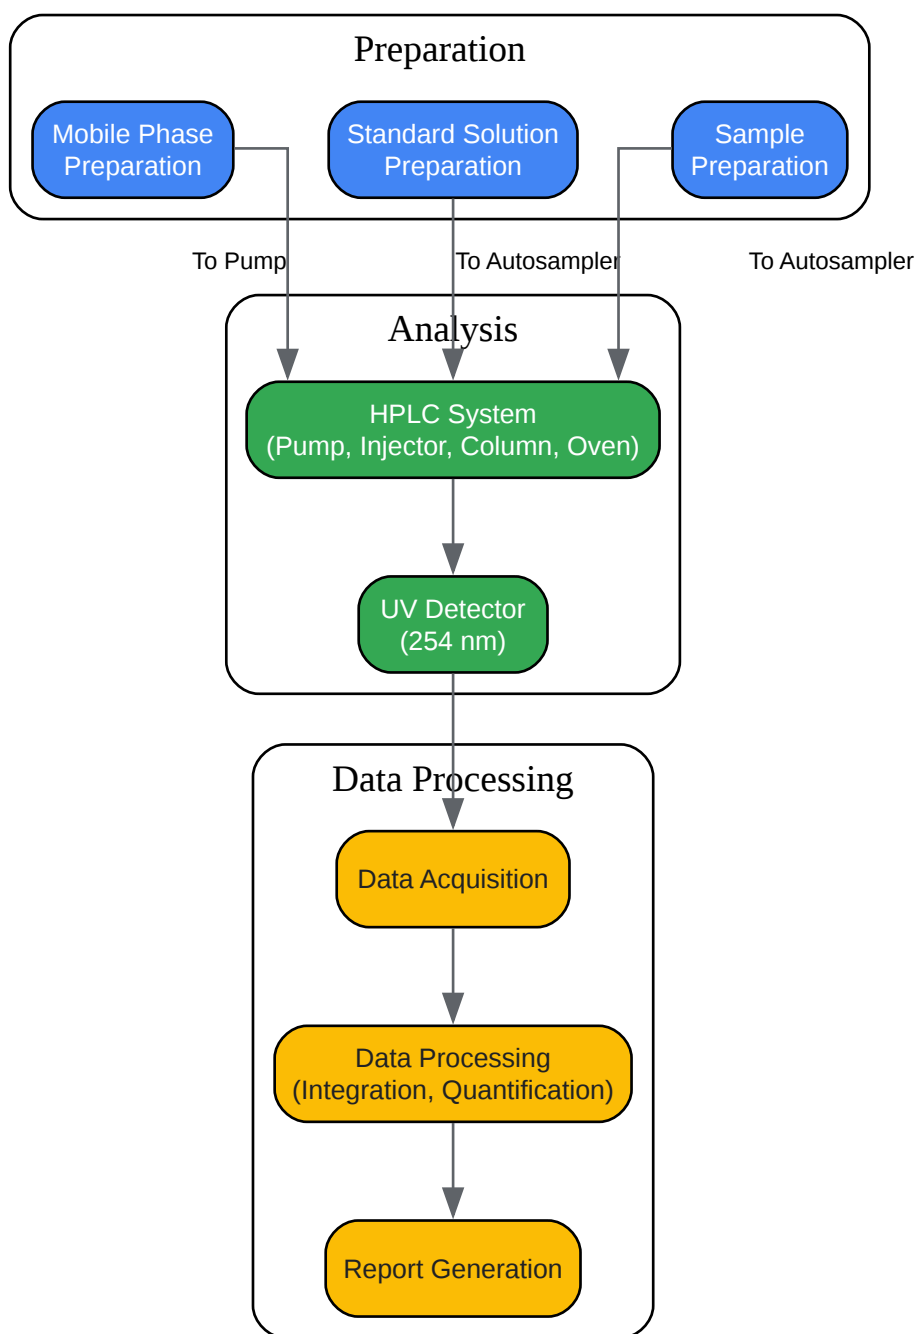 Preparation
Mobile Phase
Preparation
Standard Solution
Preparation
Sample
Preparation
To Pump
To Autosampler
To Autosampler
Analysis
HPLC System
(Pump, Injector, Column, Oven)
UV Detector
(254 nm)
Data Processing
Data Acquisition
Data Processing
(Integration, Quantification)
Report Generation